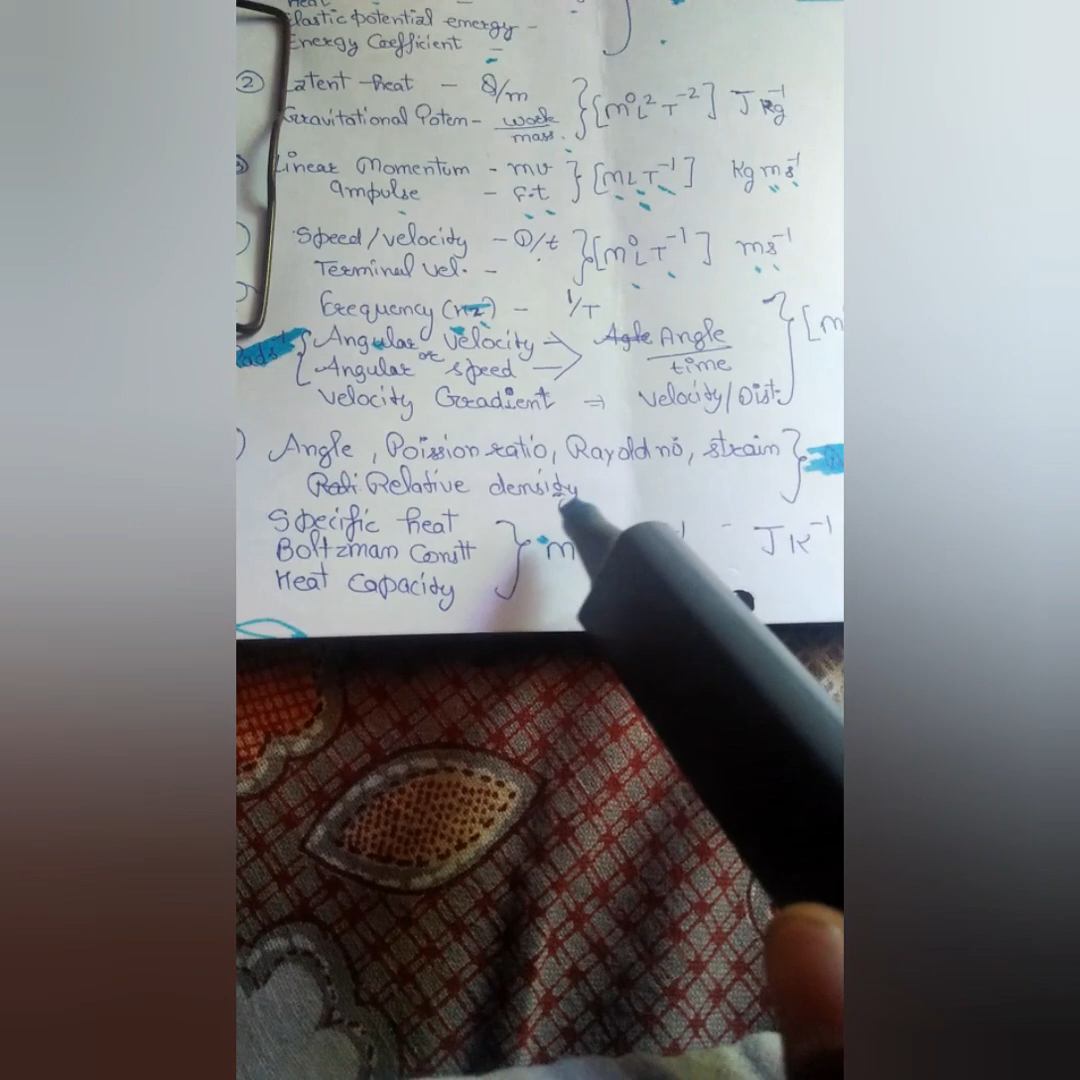 Heat
Elastic potential energy -
Energy Coefficient -
② Latent heat - Q/m } [M⁰L²T⁻²] J kg⁻¹
Gravitational Poten - work/mass
Linear Momentum - mv } [MLT⁻¹] Kg ms⁻¹
Impulse - F.t
Speed/velocity - D/t } [M⁰LT⁻¹] ms⁻¹
Terminal vel. -
Frequency (Hz) - 1/T } [M
Angular velocity → Angle/time
or
Angular speed →
Velocity Gradient ⇒ velocity/Dist.
Angle, Poission ratio, Rayold no, strain }
Relative density
Specific heat } M J K⁻¹
Boltzman Constt
Heat Capacity